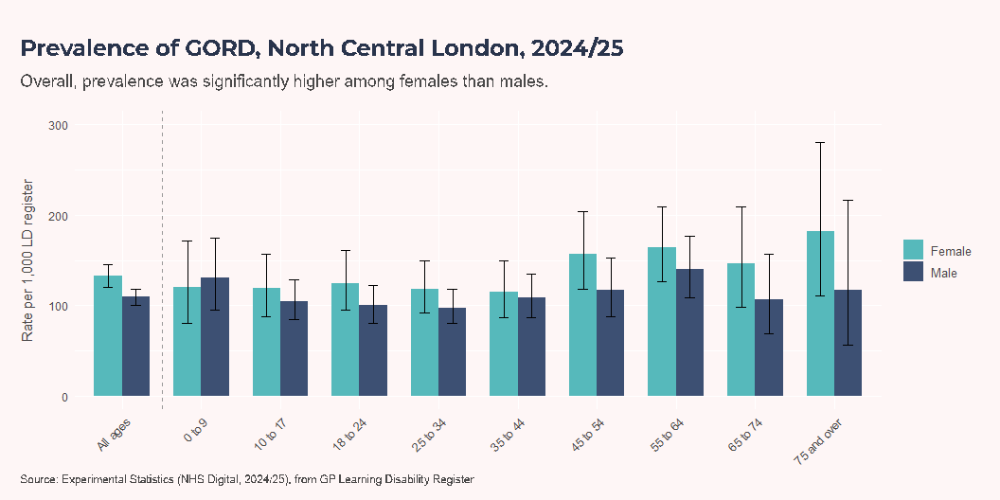 Prevalence of GORD, North Central London, 2024/25
Overall, prevalence was significantly higher among females than males.
Rate per 1,000 LD register
300
200
100
0
All ages
0 to 9
10 to 17
18 to 24
25 to 34
35 to 44
45 to 54
55 to 64
65 to 74
75 and over
Female
Male
Source: Experimental Statistics (NHS Digital, 2024/25), from GP Learning Disability Register